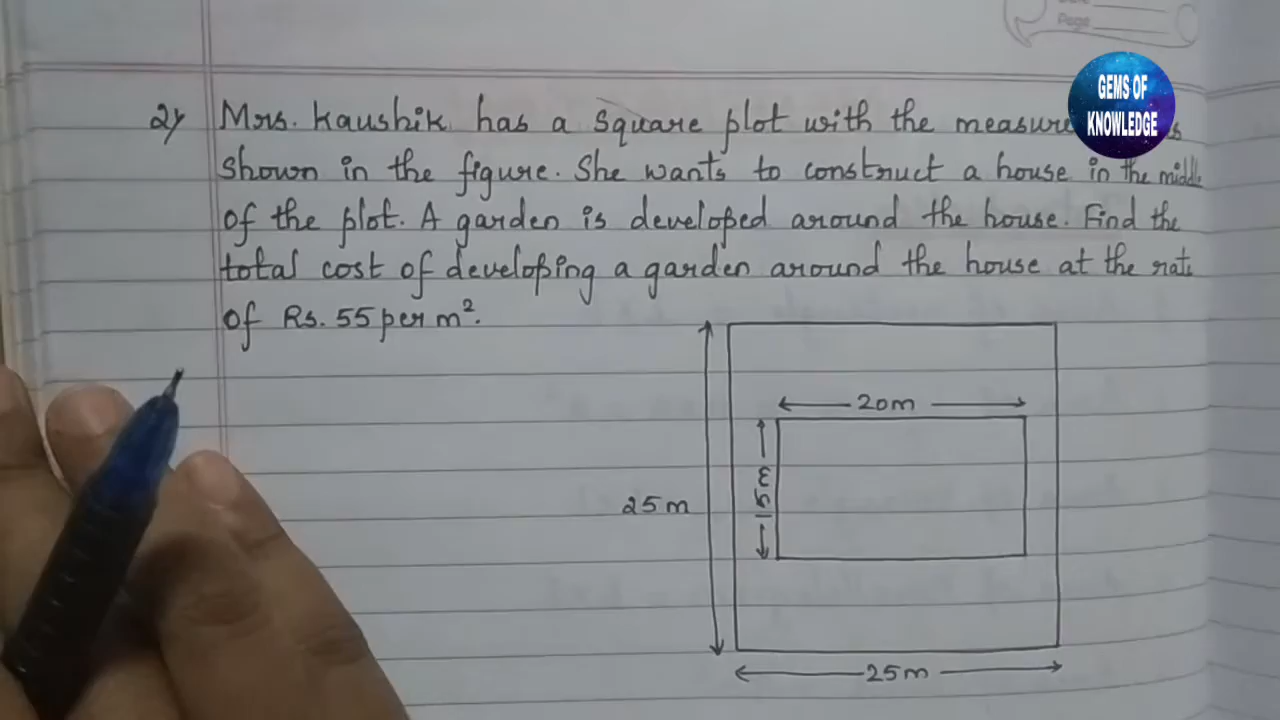 Page
GEMS OF
KNOWLEDGE
2) Mrs. Kaushik has a square plot with the
shown in the figure. She wants to construct a house in the middle
of the plot. A garden is developed around the house. Find the
total cost of developing a garden around the house at the rate
of Rs. 55 per m².
20m
15m
25m
25m